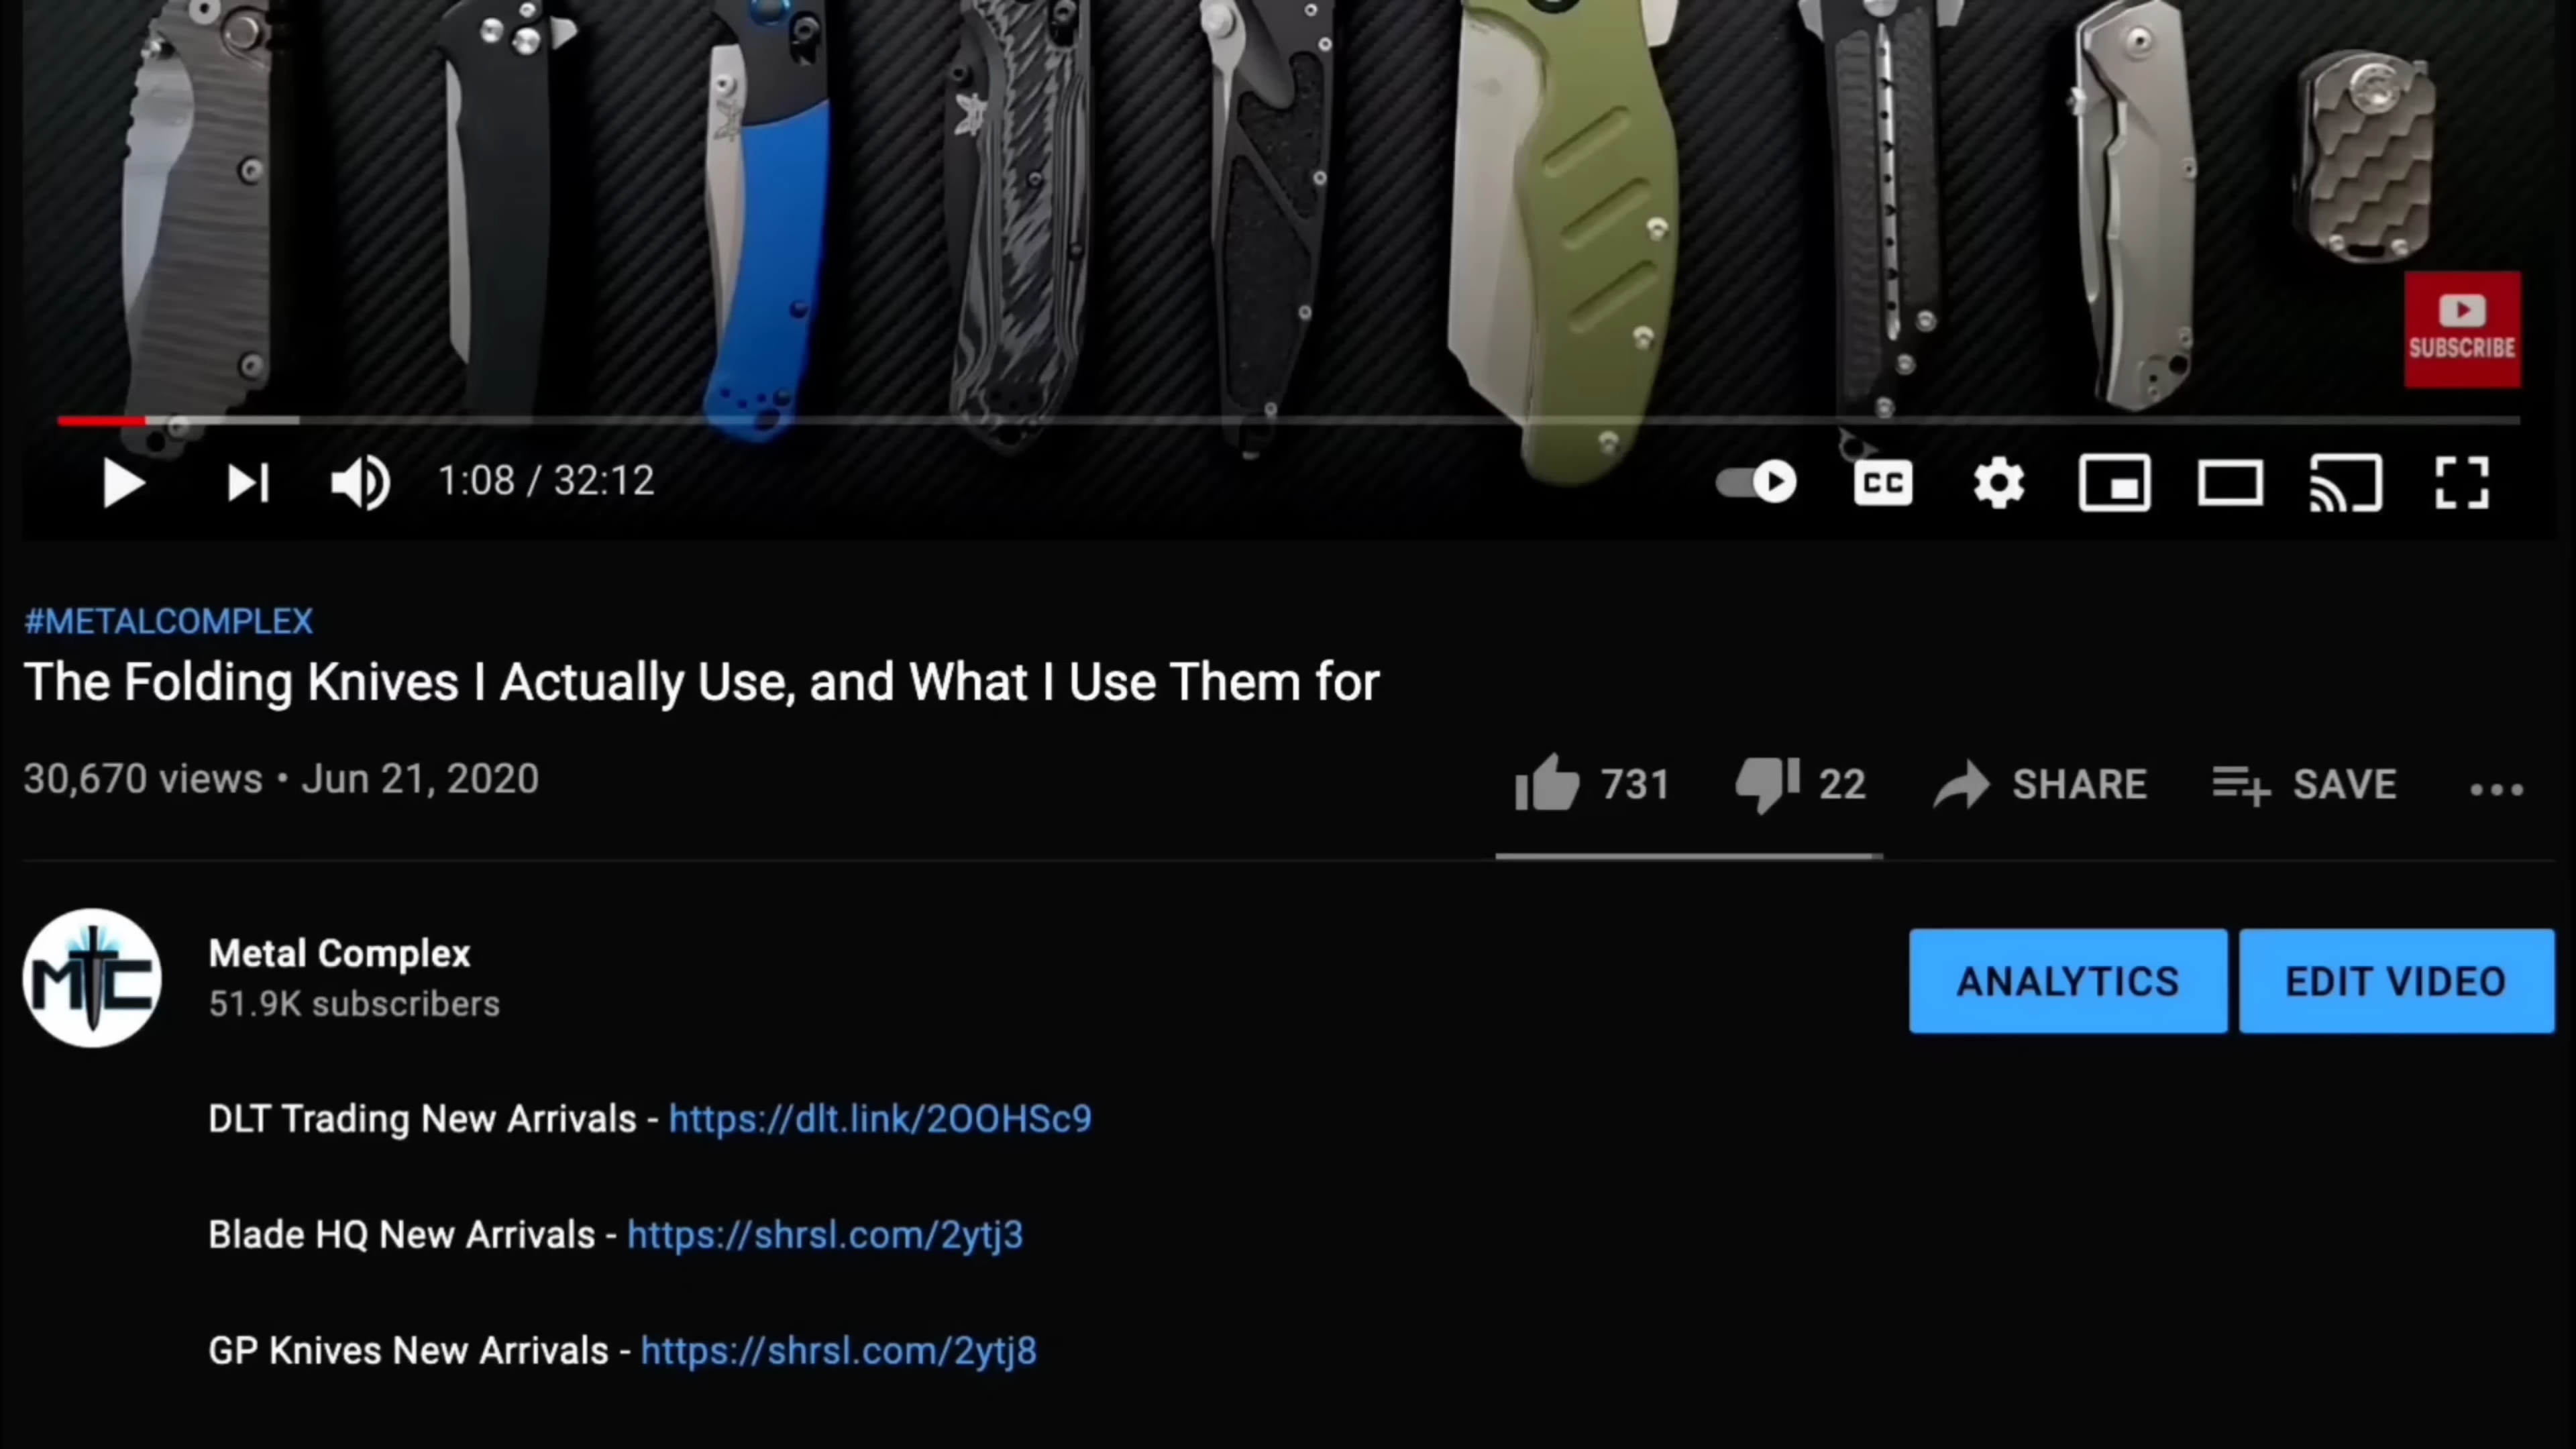 SUBSCRIBE
1:08 / 32:12
CC
#METALCOMPLEX
The Folding Knives I Actually Use, and What I Use Them for
30,670 views • Jun 21, 2020
731 22 SHARE SAVE
MTC
Metal Complex
51.9K subscribers
ANALYTICS EDIT VIDEO
DLT Trading New Arrivals - https://dlt.link/2OOHSc9
Blade HQ New Arrivals - https://shrsl.com/2ytj3
GP Knives New Arrivals - https://shrsl.com/2ytj8